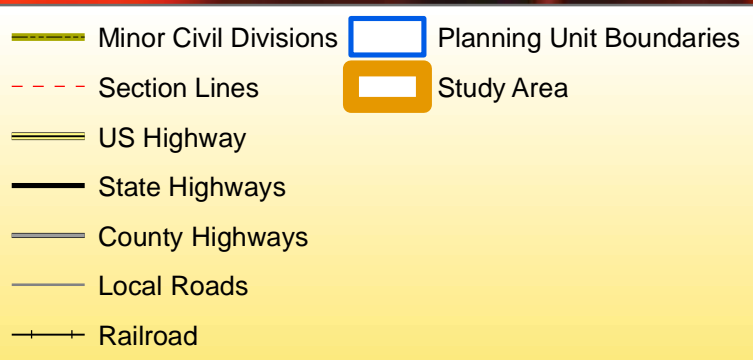 Minor Civil Divisions
Section Lines
US Highway
State Highways
County Highways
Local Roads
Railroad
Planning Unit Boundaries
Study Area